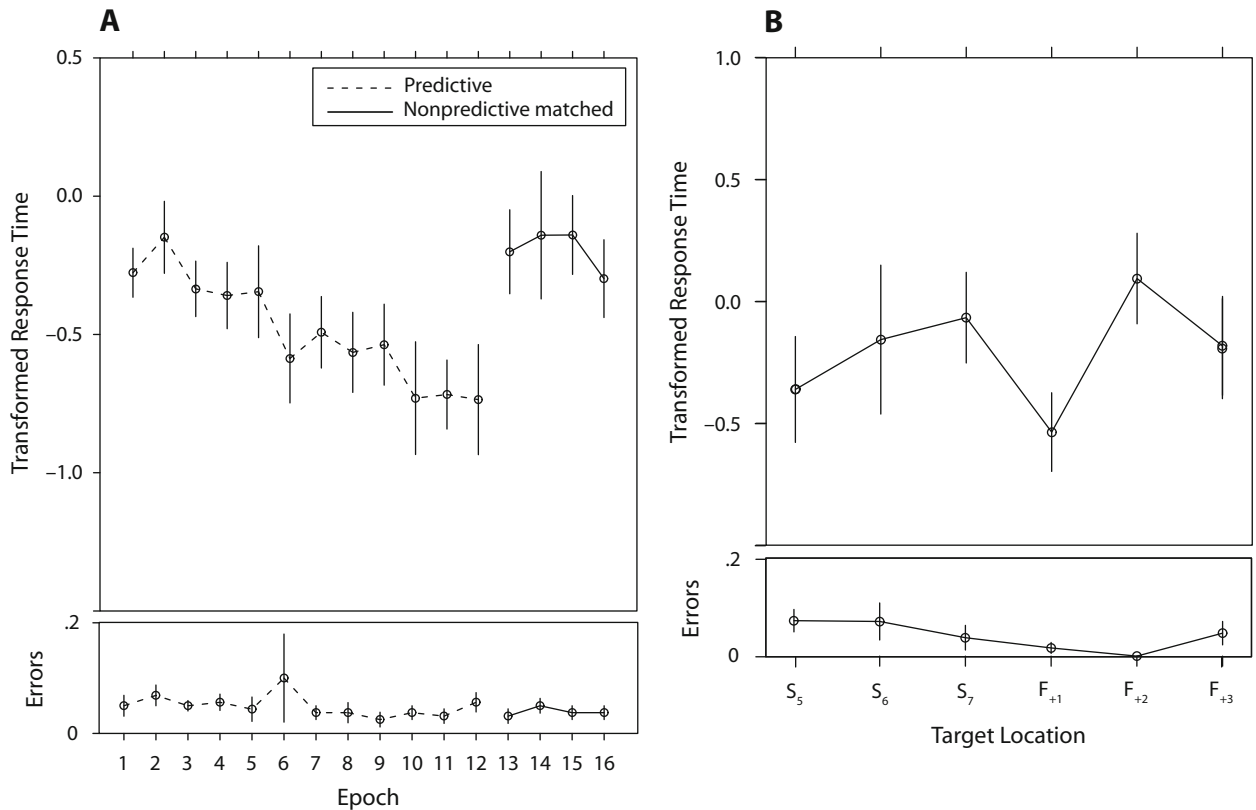 A
0.5
0.0
−0.5
−1.0
Transformed Response Time
Predictive
Nonpredictive matched
.2
0
Errors
1 2 3 4 5 6 7 8 9 10 11 12 13 14 15 16
Epoch
B
1.0
0.5
0.0
−0.5
Transformed Response Time
.2
0
Errors
S5 S6 S7 F+1 F+2 F+3
Target Location